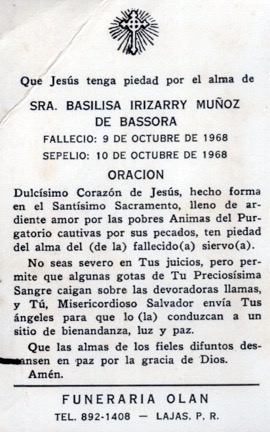 Que Jesús tenga piedad por el alma de
SRA. BASILISA IRIZARRY MUÑOZ
DE BASSORA
FALLECIO: 9 DE OCTUBRE DE 1968
SEPELIO: 10 DE OCTUBRE DE 1968
ORACION
Dulcísimo Corazón de Jesús, hecho forma
en el Santísimo Sacramento, lleno de ar-
diente amor por las pobres Animas del Pur-
gatorio cautivas por sus pecados, ten piedad
del alma del (de la) fallecido(a) siervo(a).
No seas severo en Tus juicios, pero per-
mite que algunas gotas de Tu Preciosísima
Sangre caigan sobre las devoradoras llamas,
y Tú, Misericordioso Salvador envía Tus
ángeles para que lo (la) conduzcan a un
sitio de bienandanza, luz y paz.
Que las almas de los fieles difuntos des-
cansen en paz por la gracia de Dios.
Amén.
FUNERARIA OLAN
TEL. 892-1408 — LAJAS. P. R.